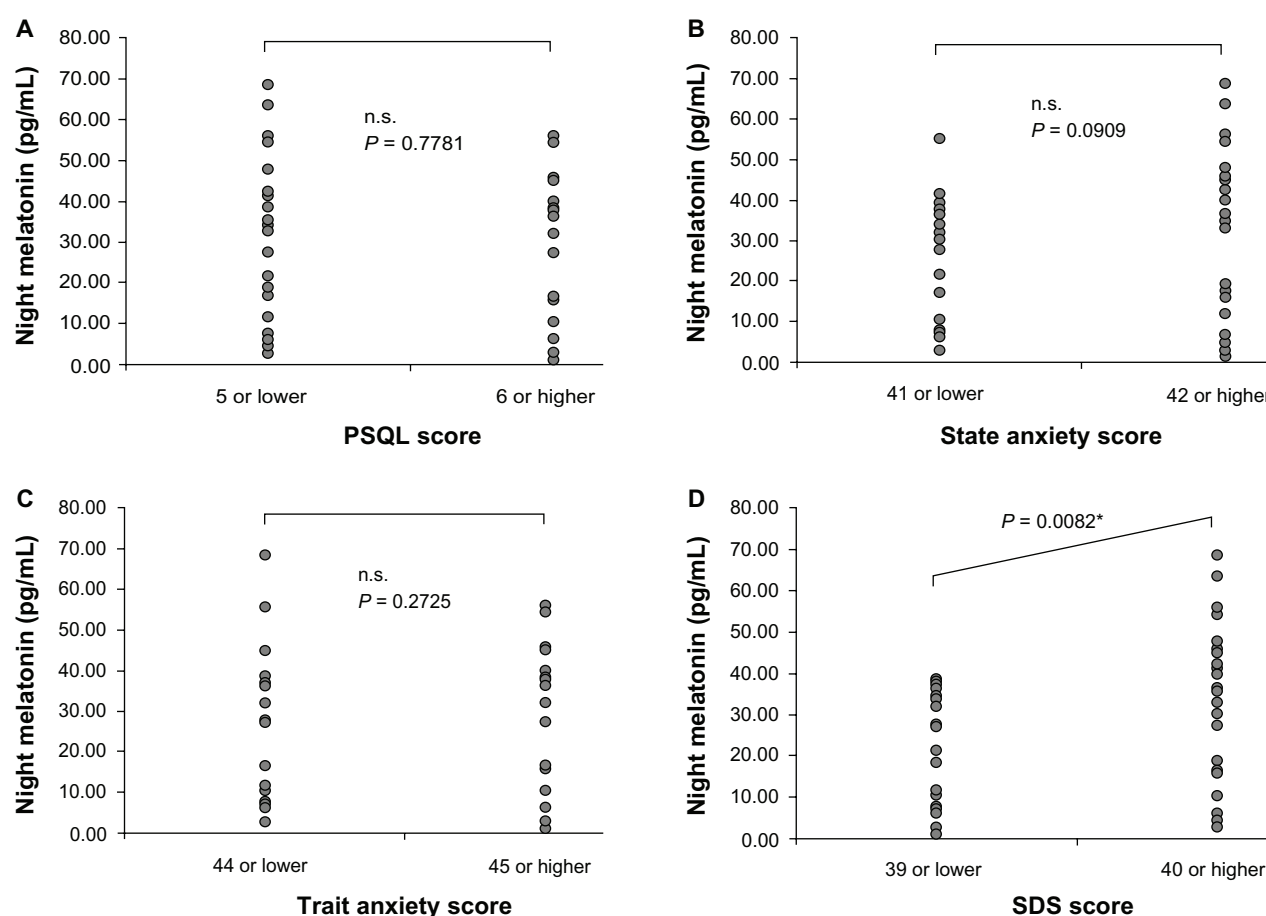 A
80.00
70.00
60.00
50.00
40.00
30.00
20.00
10.00
0.00
Night melatonin (pg/mL)
n.s.
P = 0.7781
5 or lower
6 or higher
PSQL score
B
80.00
70.00
60.00
50.00
40.00
30.00
20.00
10.00
0.00
Night melatonin (pg/mL)
n.s.
P = 0.0909
41 or lower
42 or higher
State anxiety score
C
80.00
70.00
60.00
50.00
40.00
30.00
20.00
10.00
0.00
Night melatonin (pg/mL)
n.s.
P = 0.2725
44 or lower
45 or higher
Trait anxiety score
D
80.00
70.00
60.00
50.00
40.00
30.00
20.00
10.00
0.00
Night melatonin (pg/mL)
P = 0.0082*
39 or lower
40 or higher
SDS score